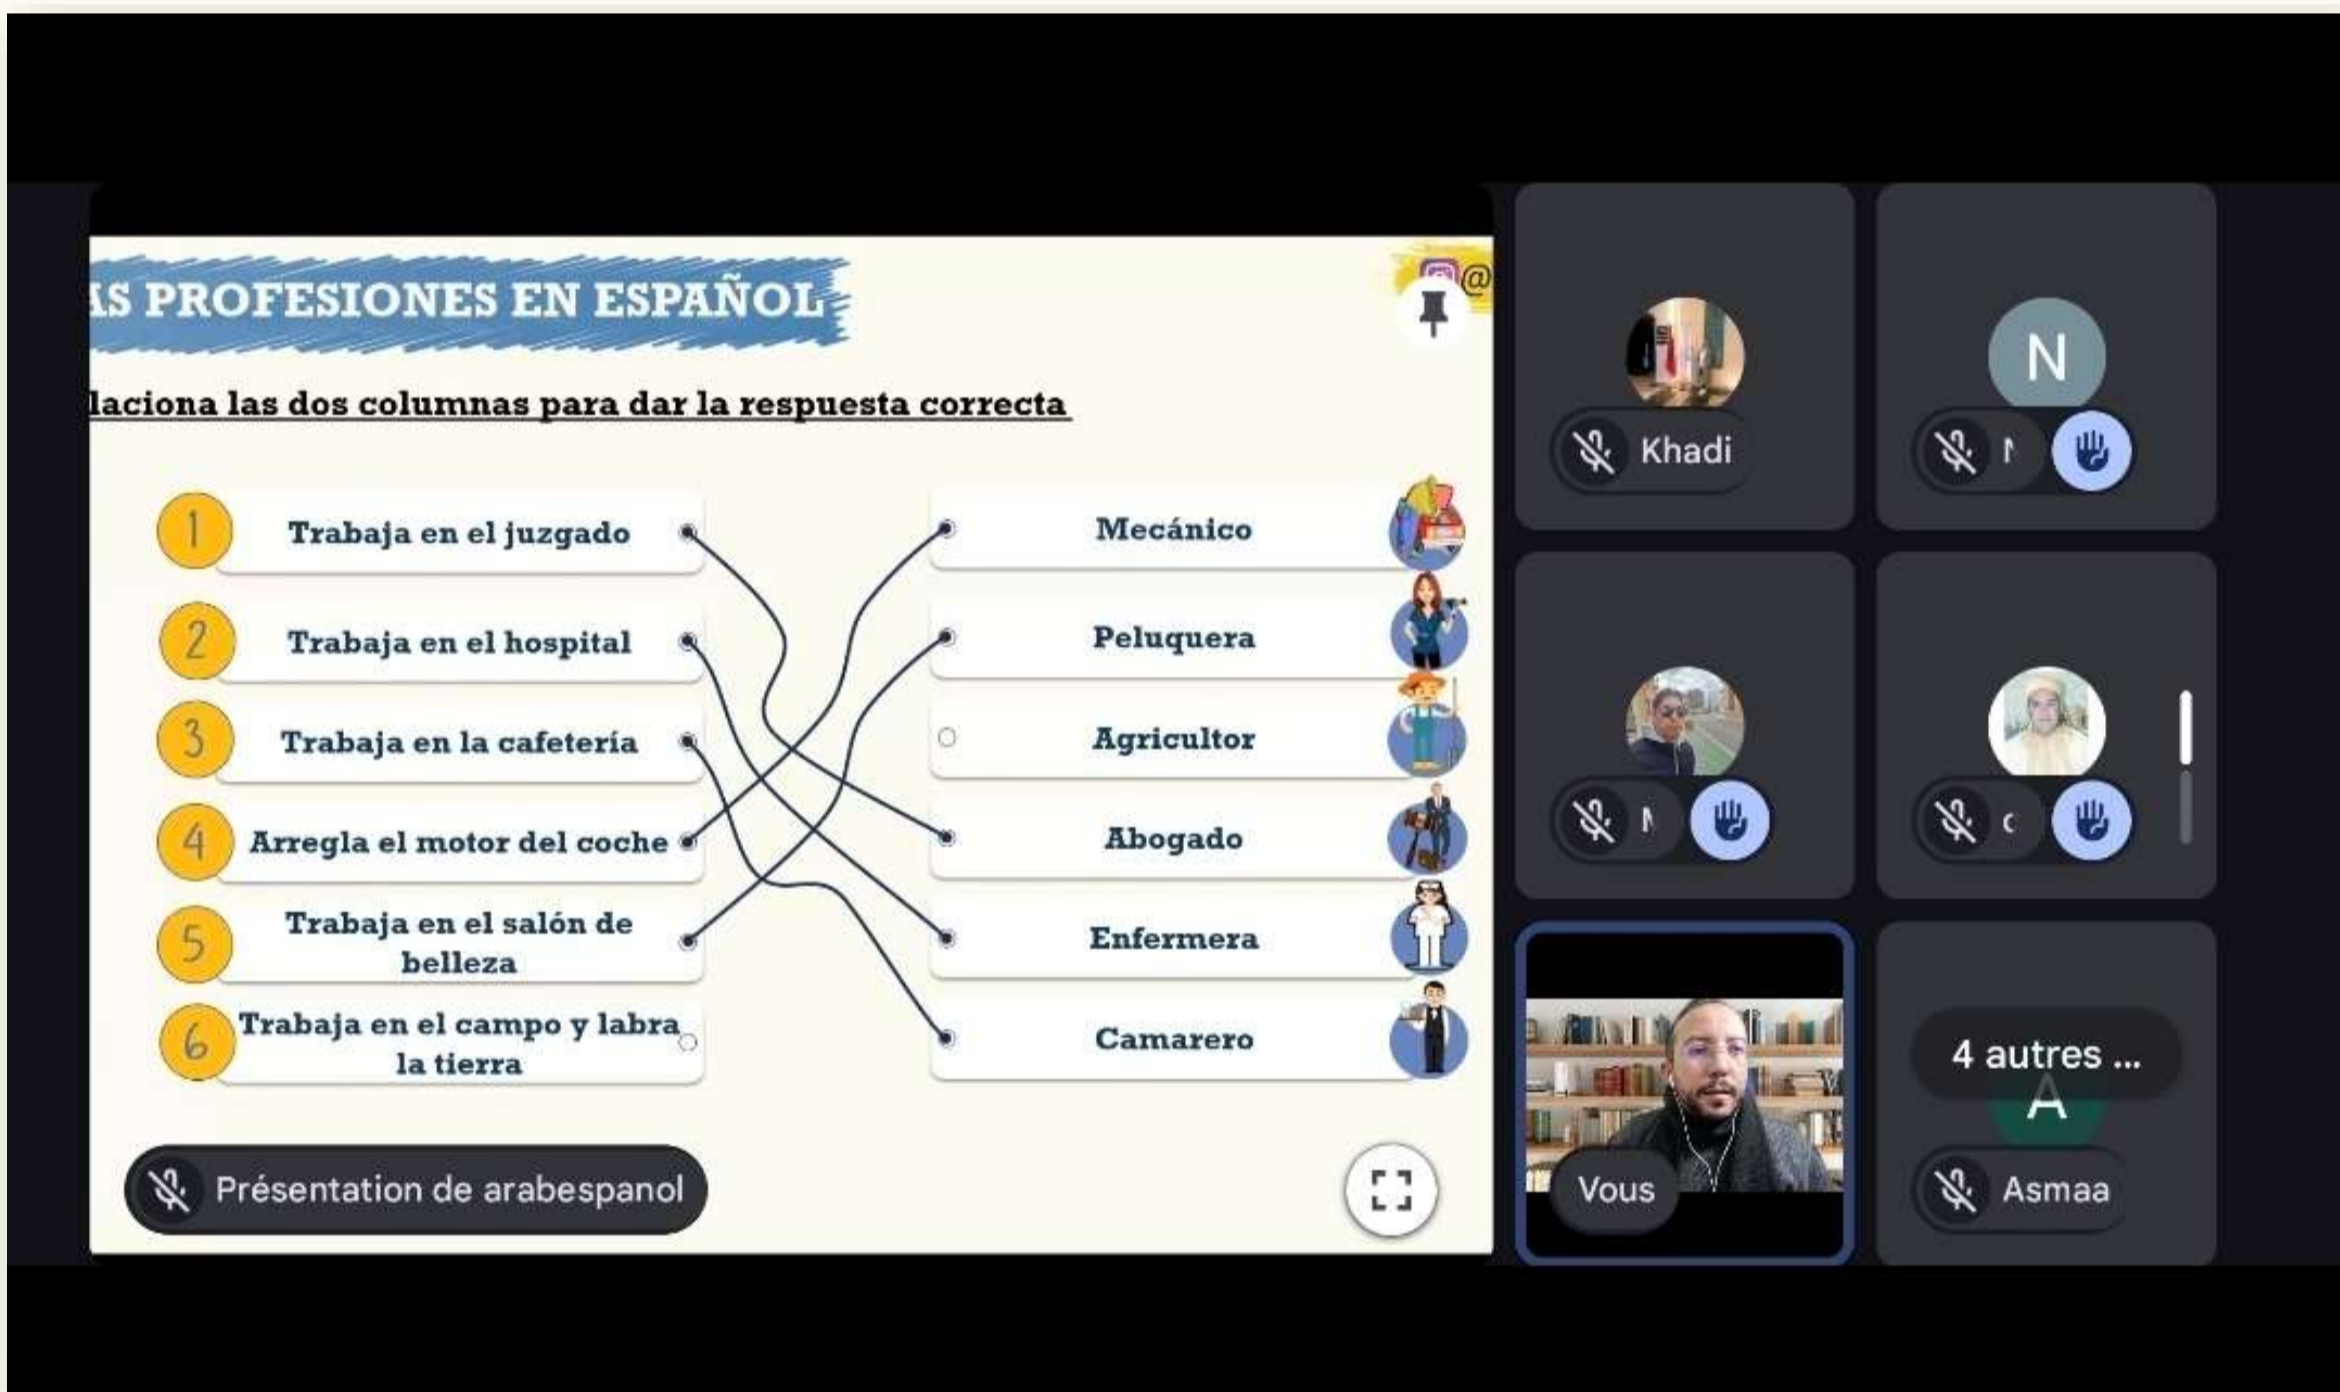 AS PROFESIONES EN ESPAÑOL
@
laciona las dos columnas para dar la respuesta correcta
1
Trabaja en el juzgado
2
Trabaja en el hospital
3
Trabaja en la cafetería
4
Arregla el motor del coche
5
Trabaja en el salón de
belleza
6
Trabaja en el campo y labra
la tierra
Mecánico
Peluquera
Agricultor
Abogado
Enfermera
Camarero
Présentation de arabespanol
Khadi
N
Vous
4 autres ...
A
Asmaa